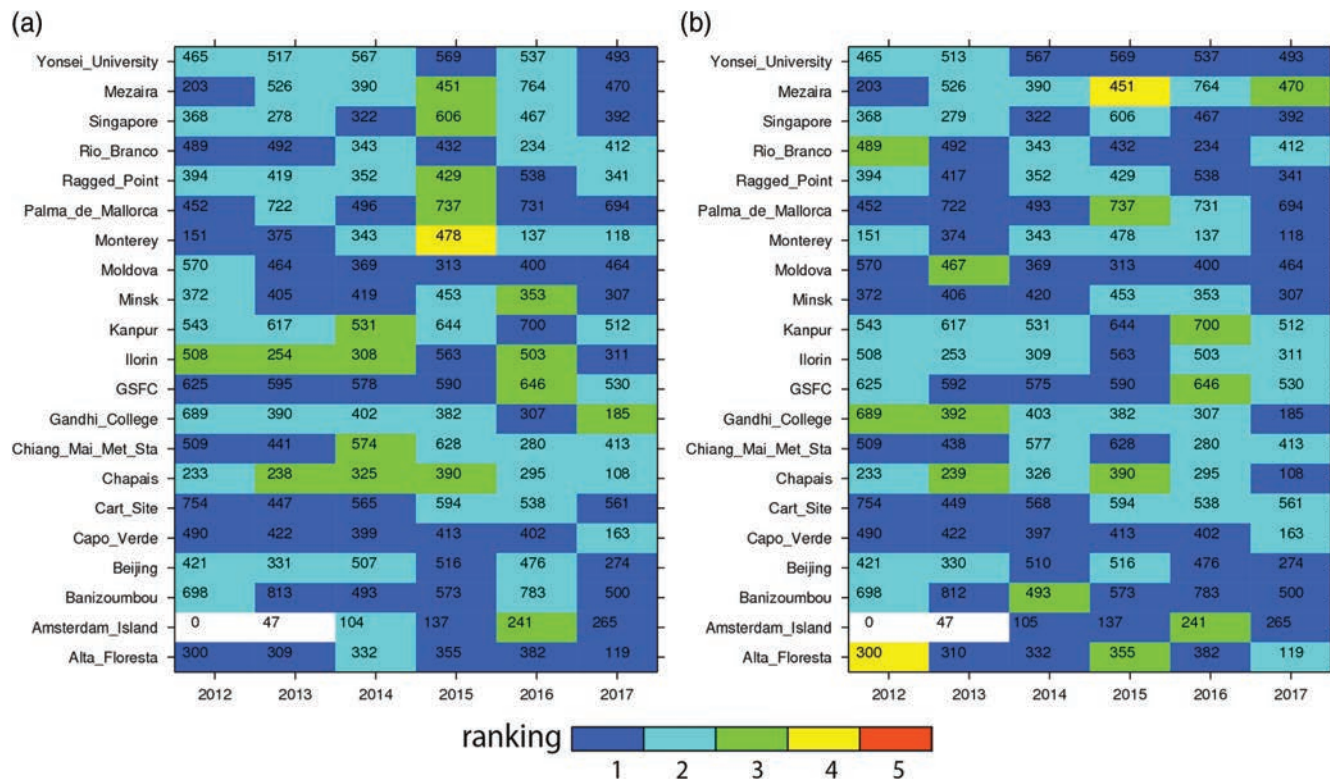 (a) (b)
Yonsei_University 465 517 567 569 537 493 Yonsei_University 465 513 567 569 537 493
Mezaira 203 526 390 451 764 470 Mezaira 203 526 390 451 764 470
Singapore 368 278 322 606 467 392 Singapore 368 279 322 606 467 392
Rio_Branco 489 492 343 432 234 412 Rio_Branco 489 492 343 432 234 412
Ragged_Point 394 419 352 429 538 341 Ragged_Point 394 417 352 429 538 341
Palma_de_Mallorca 452 722 496 737 731 694 Palma_de_Mallorca 452 722 493 737 731 694
Monterey 151 375 343 478 137 118 Monterey 151 374 343 478 137 118
Moldova 570 464 369 313 400 464 Moldova 570 467 369 313 400 464
Minsk 372 405 419 453 353 307 Minsk 372 406 420 453 353 307
Kanpur 543 617 531 644 700 512 Kanpur 543 617 531 644 700 512
Ilorin 508 254 308 563 503 311 Ilorin 508 253 309 563 503 311
GSFC 625 595 578 590 646 530 GSFC 625 592 575 590 646 530
Gandhi_College 689 390 402 382 307 185 Gandhi_College 689 392 403 382 307 185
Chiang_Mai_Met_Sta 509 441 574 628 280 413 Chiang_Mai_Met_Sta 509 438 577 628 280 413
Chapais 233 238 325 390 295 108 Chapais 233 239 326 390 295 108
Cart_Site 754 447 565 594 538 561 Cart_Site 754 449 568 594 538 561
Capo_Verde 490 422 399 413 402 163 Capo_Verde 490 422 397 413 402 163
Beijing 421 331 507 516 476 274 Beijing 421 330 510 516 476 274
Banizoumbou 698 813 493 573 783 500 Banizoumbou 698 812 493 573 783 500
Amsterdam_Island 0 47 104 137 241 265 Amsterdam_Island 0 47 105 137 241 265
Alta_Floresta 300 309 332 355 382 119 Alta_Floresta 300 310 332 355 382 119
2012 2013 2014 2015 2016 2017 2012 2013 2014 2015 2016 2017
ranking
1 2 3 4 5